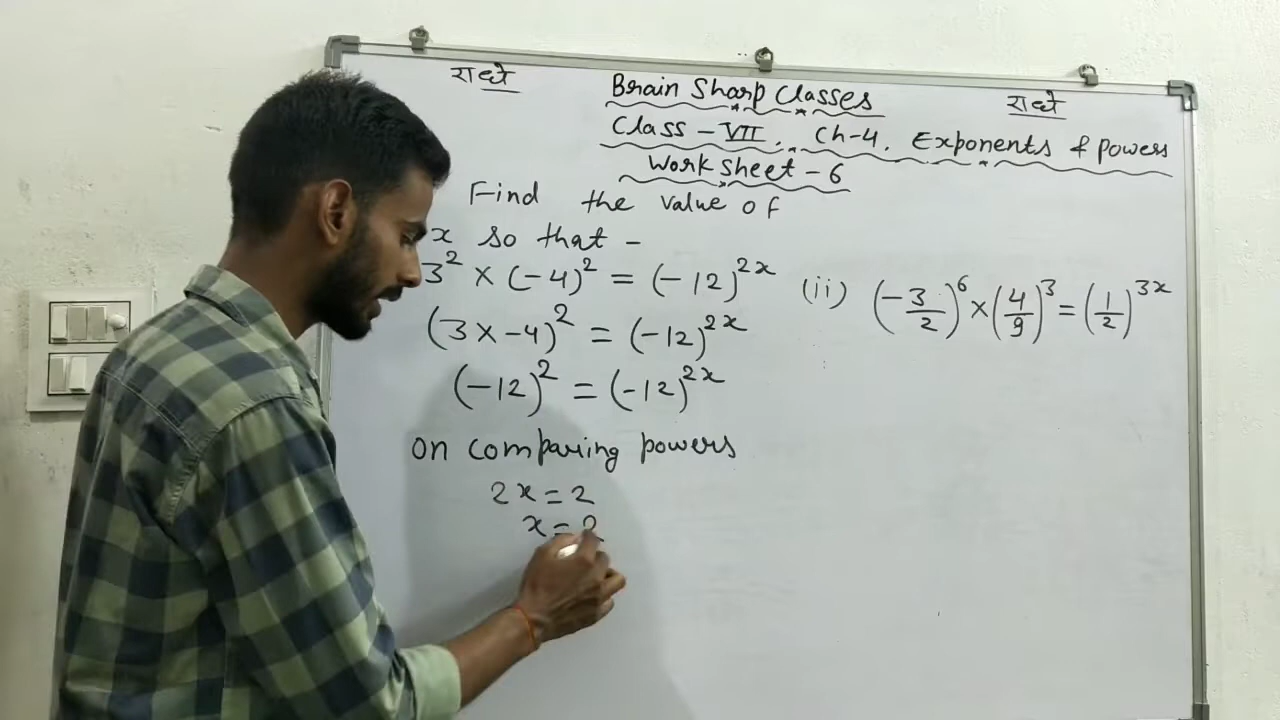 राधे
Brain Sharp Classes
राधे
Class - VII. Ch-4. Exponents & Powers
Work Sheet - 6
Find the value of
x so that -
3² × (-4)² = (-12)²ˣ
(3 × -4)² = (-12)²ˣ
(-12)² = (-12)²ˣ
on comparing powers
2x = 2
x = 2
(ii) (-3/2)⁶ × (4/9)³ = (1/2)³ˣ